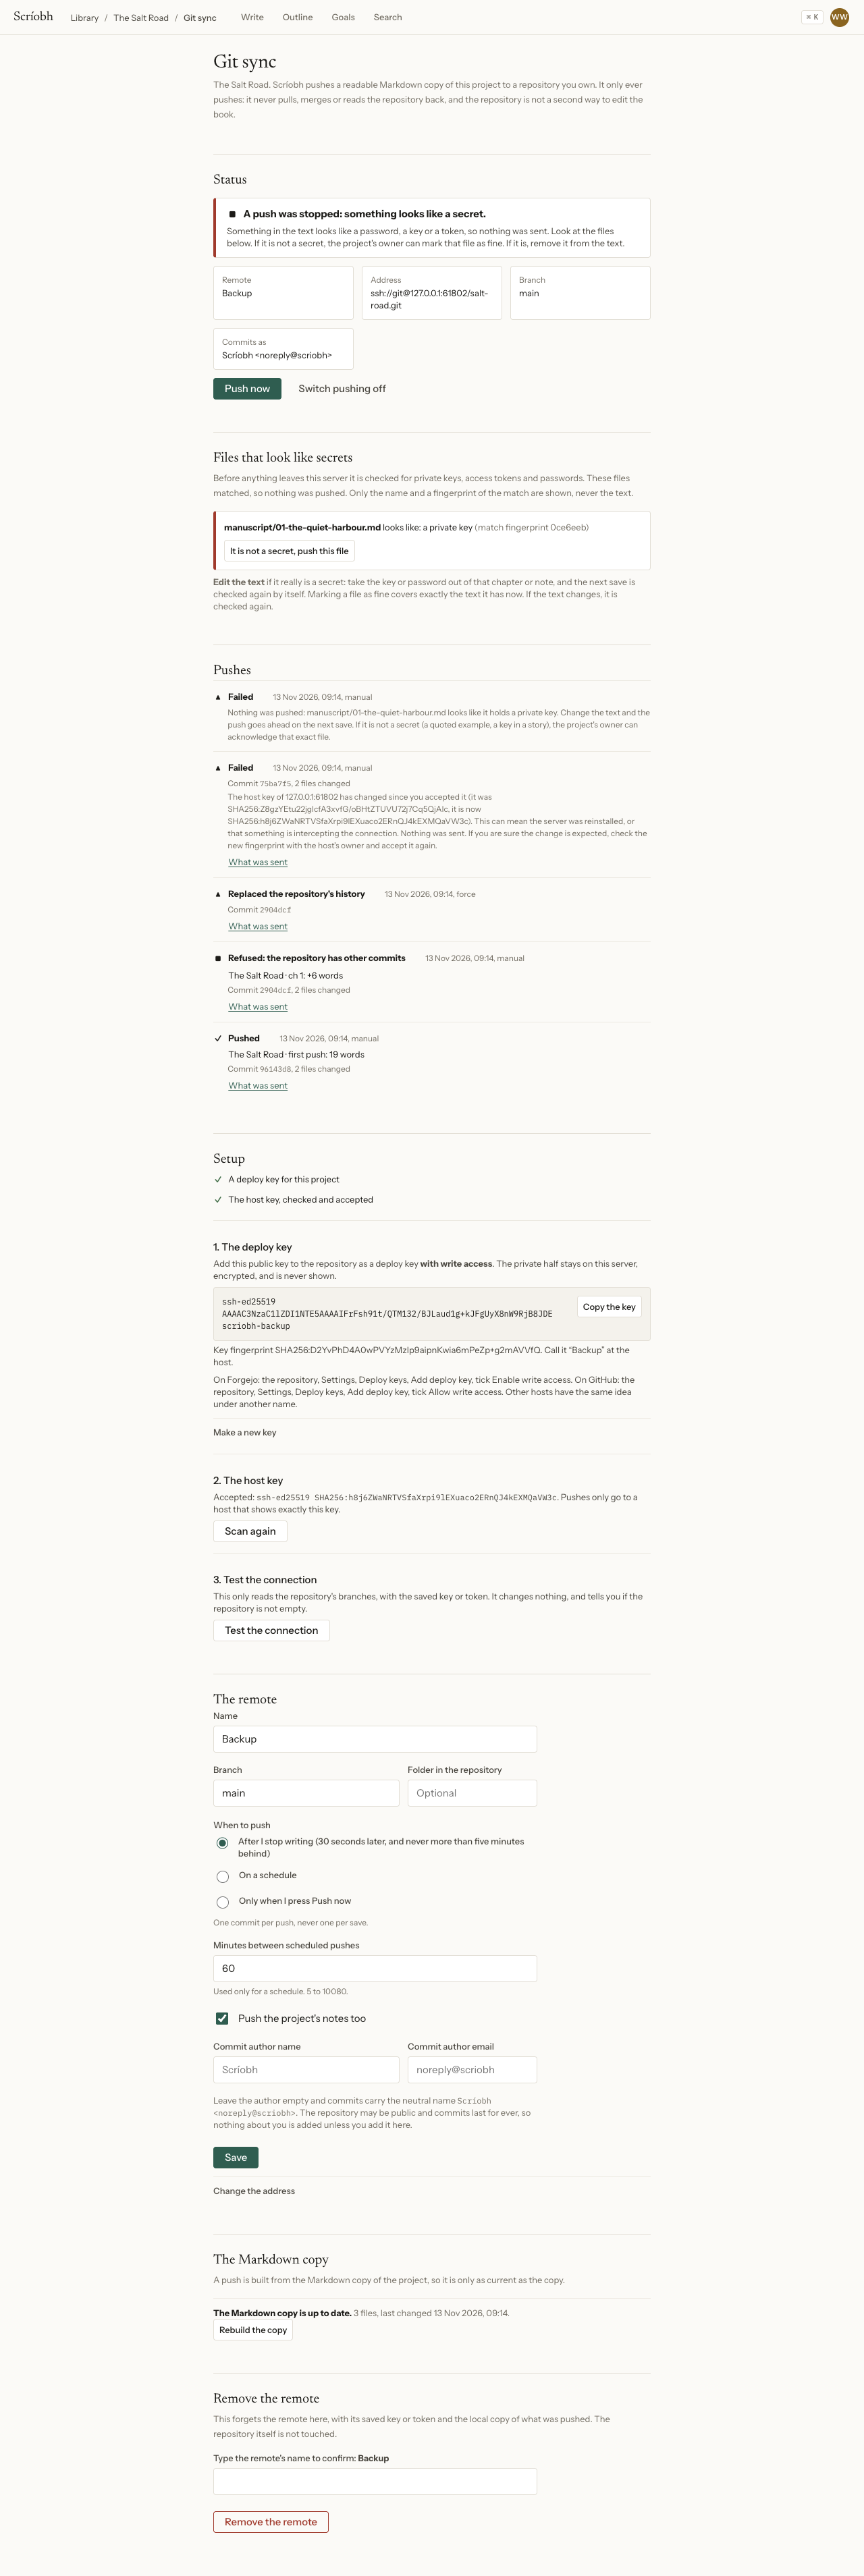 Scríobh
Library / The Salt Road / Git sync
Write
Outline
Goals
Search
⌘ K
WW
Git sync
The Salt Road. Scríobh pushes a readable Markdown copy of this project to a repository you own. It only ever
pushes: it never pulls, merges or reads the repository back, and the repository is not a second way to edit the
book.
Status
A push was stopped: something looks like a secret.
Something in the text looks like a password, a key or a token, so nothing was sent. Look at the files
below. If it is not a secret, the project's owner can mark that file as fine. If it is, remove it from the text.
Remote
Backup
Address
ssh://git@127.0.0.1:61802/salt-
road.git
Branch
main
Commits as
Scríobh <noreply@scriobh>
Push now
Switch pushing off
Files that look like secrets
Before anything leaves this server it is checked for private keys, access tokens and passwords. These files
matched, so nothing was pushed. Only the name and a fingerprint of the match are shown, never the text.
manuscript/01-the-quiet-harbour.md looks like: a private key (match fingerprint 0ce6eeb)
It is not a secret, push this file
Edit the text if it really is a secret: take the key or password out of that chapter or note, and the next save is
checked again by itself. Marking a file as fine covers exactly the text it has now. If the text changes, it is
checked again.
Pushes
Failed 13 Nov 2026, 09:14, manual
Nothing was pushed: manuscript/01-the-quiet-harbour.md looks like it holds a private key. Change the text and the
push goes ahead on the next save. If it is not a secret (a quoted example, a key in a story), the project's owner can
acknowledge that exact file.
Failed 13 Nov 2026, 09:14, manual
Commit 75ba7f5, 2 files changed
The host key of 127.0.0.1:61802 has changed since you accepted it (it was
SHA256:Z8gzYEtu22jglcfA3xvfG/oBHtZTUVU72j7Cq5QjAlc, it is now
SHA256:h8j6ZWaNRTVSfaXrpi9lEXuaco2ERnQJ4kEXMQaVW3c). This can mean the server was reinstalled, or
that something is intercepting the connection. Nothing was sent. If you are sure the change is expected, check the
new fingerprint with the host's owner and accept it again.
What was sent
Replaced the repository's history 13 Nov 2026, 09:14, force
Commit 2904dcf
What was sent
Refused: the repository has other commits 13 Nov 2026, 09:14, manual
The Salt Road · ch 1: +6 words
Commit 2904dcf, 2 files changed
What was sent
Pushed 13 Nov 2026, 09:14, manual
The Salt Road · first push: 19 words
Commit 96143d8, 2 files changed
What was sent
Setup
A deploy key for this project
The host key, checked and accepted
1. The deploy key
Add this public key to the repository as a deploy key with write access. The private half stays on this server,
encrypted, and is never shown.
ssh-ed25519
AAAAC3NzaC1lZDI1NTE5AAAAIFrFsh91t/QTM132/BJLaud1g+kJFgUyX8nW9RjB8JDE
scriobh-backup
Copy the key
Key fingerprint SHA256:D2YvPhD4A0wPVYzMzlp9aipnKwia6mPeZp+g2mAVVfQ. Call it “Backup” at the
host.
On Forgejo: the repository, Settings, Deploy keys, Add deploy key, tick Enable write access. On GitHub: the
repository, Settings, Deploy keys, Add deploy key, tick Allow write access. Other hosts have the same idea
under another name.
Make a new key
2. The host key
Accepted: ssh-ed25519 SHA256:h8j6ZWaNRTVSfaXrpi9lEXuaco2ERnQJ4kEXMQaVW3c. Pushes only go to a
host that shows exactly this key.
Scan again
3. Test the connection
This only reads the repository's branches, with the saved key or token. It changes nothing, and tells you if the
repository is not empty.
Test the connection
The remote
Name
Backup
Branch
Folder in the repository
main
Optional
When to push
After I stop writing (30 seconds later, and never more than five minutes
behind)
On a schedule
Only when I press Push now
One commit per push, never one per save.
Minutes between scheduled pushes
60
Used only for a schedule. 5 to 10080.
Push the project's notes too
Commit author name
Commit author email
Scríobh
noreply@scriobh
Leave the author empty and commits carry the neutral name Scríobh
<noreply@scriobh>. The repository may be public and commits last for ever, so
nothing about you is added unless you add it here.
Save
Change the address
The Markdown copy
A push is built from the Markdown copy of the project, so it is only as current as the copy.
The Markdown copy is up to date. 3 files, last changed 13 Nov 2026, 09:14.
Rebuild the copy
Remove the remote
This forgets the remote here, with its saved key or token and the local copy of what was pushed. The
repository itself is not touched.
Type the remote's name to confirm: Backup
Remove the remote